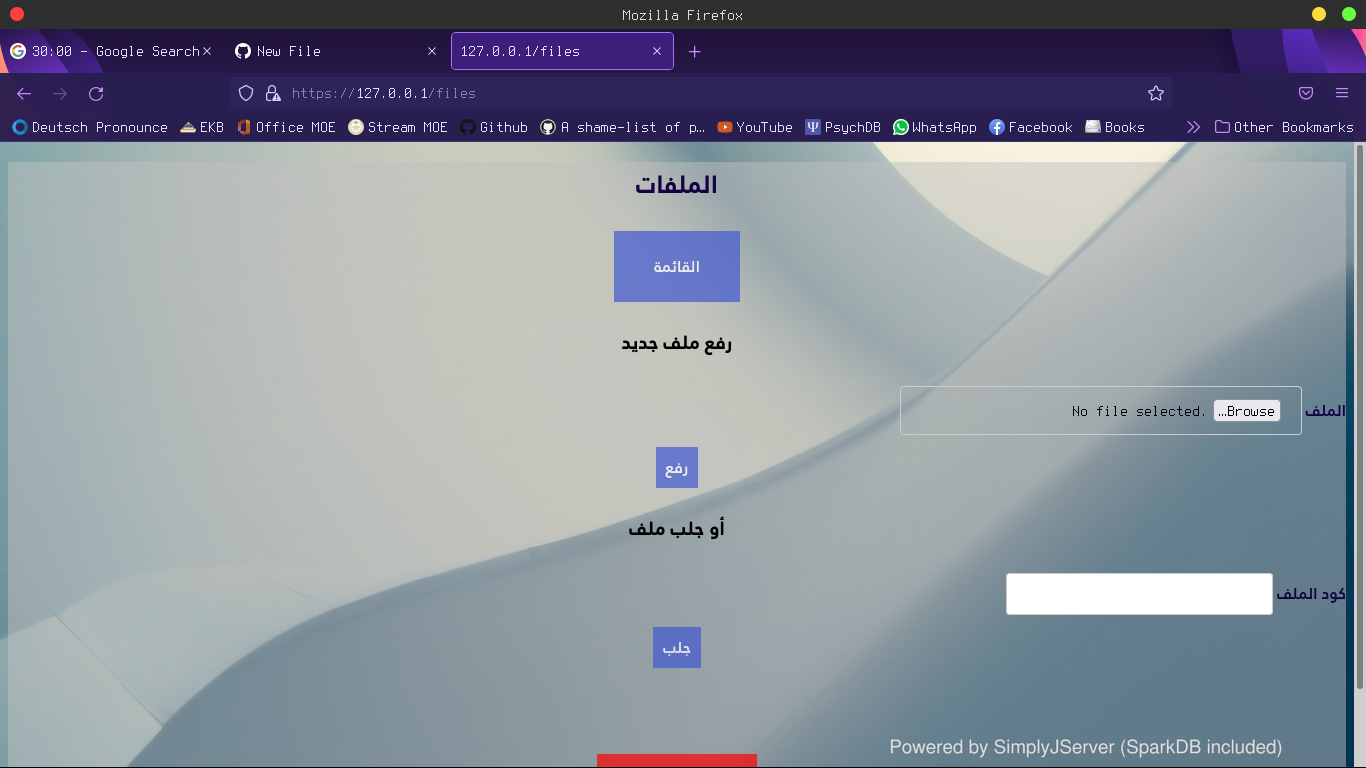 Mozilla Firefox
30:00 – Google Search
New File
127.0.0.1/files
https://127.0.0.1/files
Deutsch Pronounce EKB Office MOE Stream MOE Github A shame-list of p… YouTube PsychDB WhatsApp Facebook Books Other Bookmarks
الملفات
القائمة
رفع ملف جديد
الملف Browse… No file selected.
رفع
أو جلب ملف
كود الملف
جلب
Powered by SimplyJServer (SparkDB included)